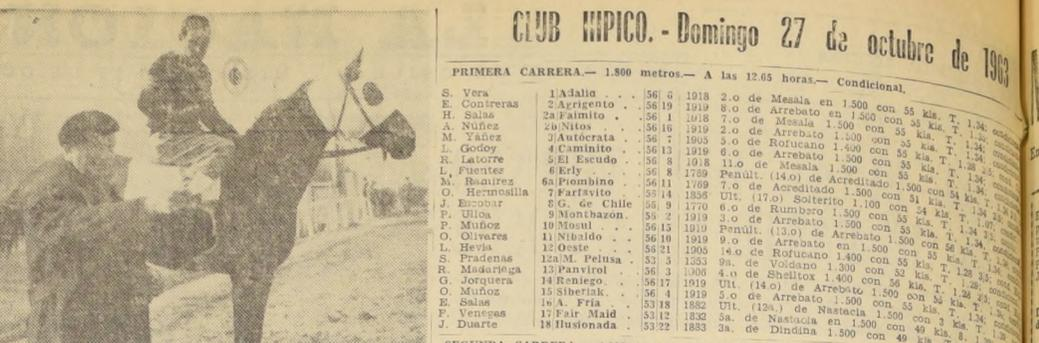 CLUB HIPICO. - Domingo 27 de octubre de 1963
PRIMERA CARRERA.— 1.800 metros.— A las 12.05 horas.— Condicional.
S. Vera 1 Adalia . . . 56 6 1918 2.o de Mesala en 1.500 con 55 kls. T. 1.34;
E. Contreras 2 Agrigento . 56 19 1919 8.o de Arrebato en 1.500 con 55 kls. T.
H. Salas 2a Faimito . . 56 1 1918 7.o de Mesala 1.500 con 55 kls. T.
A. Núñez 2b Nitos . . 56 16 1919 2.o de Arrebato 1.500 con 55 kls.
M. Yáñez 3 Autócrata . . 56 7 1905 5.o de Rofucano 1.400 con 55 kls. T.
L. Godoy 4 Caminito . . 56 13 1919 6.o de Arrebato en 1.500 con 55 kls.
R. Latorre 5 El Escudo . . 56 8 1918 11.o de Mesala 1.500 con 55 kls. T.
L. Fuentes 6 Erly . . . 56 8 1769 Penúlt. (14.o) de Acreditado 1.500 con 54 kls.
M. Ramírez 6a Piombino . . 56 11 1769 7.o de Acreditado 1.500 con 51 kls. T.
O. Hermosilla 7 Farfavito . . 56 14 1856 Ult. (17.o) Solterito 1.100 con 54 kls. T.
J. Escobar 8 G. de Chile 55 9 1770 6.o de Rumbero 1.500 con 55 kls. T.
P. Ulloa 9 Monthazón. 56 2 1919 3.o de Arrebato 1.500 con 55 kls. T.
P. Muñoz 10 Mosul . . . 56 15 1919 Penúlt. (13.o) de Arrebato 1.500 con 56 kls.
O. Olivares 11 Nibaldo . . 56 10 1919 9.o de Arrebato en 1.500 con 55 kls.
L. Hevia 12 Oeste . . . 56 21 1905 14.o de Rofucano 1.400 con 55 kls. T.
S. Pradenas 12a M. Pelusa . 53 5 1353 9a. de Voldano 1.300 con 52 kls. T.
R. Madariaga 13 Panvirol . 56 3 1906 4.o de Shelltox 1.400 con 56 kls. T.
G. Jorquera 14 Reniego. . 56 17 1919 Ult. (14.o) de Arrebato 1.500 con 55 kls. T.
O. Muñoz 15 Siberiak. . 56 4 1919 5.o de Arrebato 1.500 con 55 kls. T.
E. Salas 16 A. Fría . . 53 18 1882 Ult. (12a.) de Nastacia 1.500 con
F. Venegas 17 Fair Maid 53 12 1832 5a. de Nastacia en 1.500 con 49 kls.
J. Duarte 18 Ilusionada . 53 22 1883 3a. de Dindina 1.500 con 49